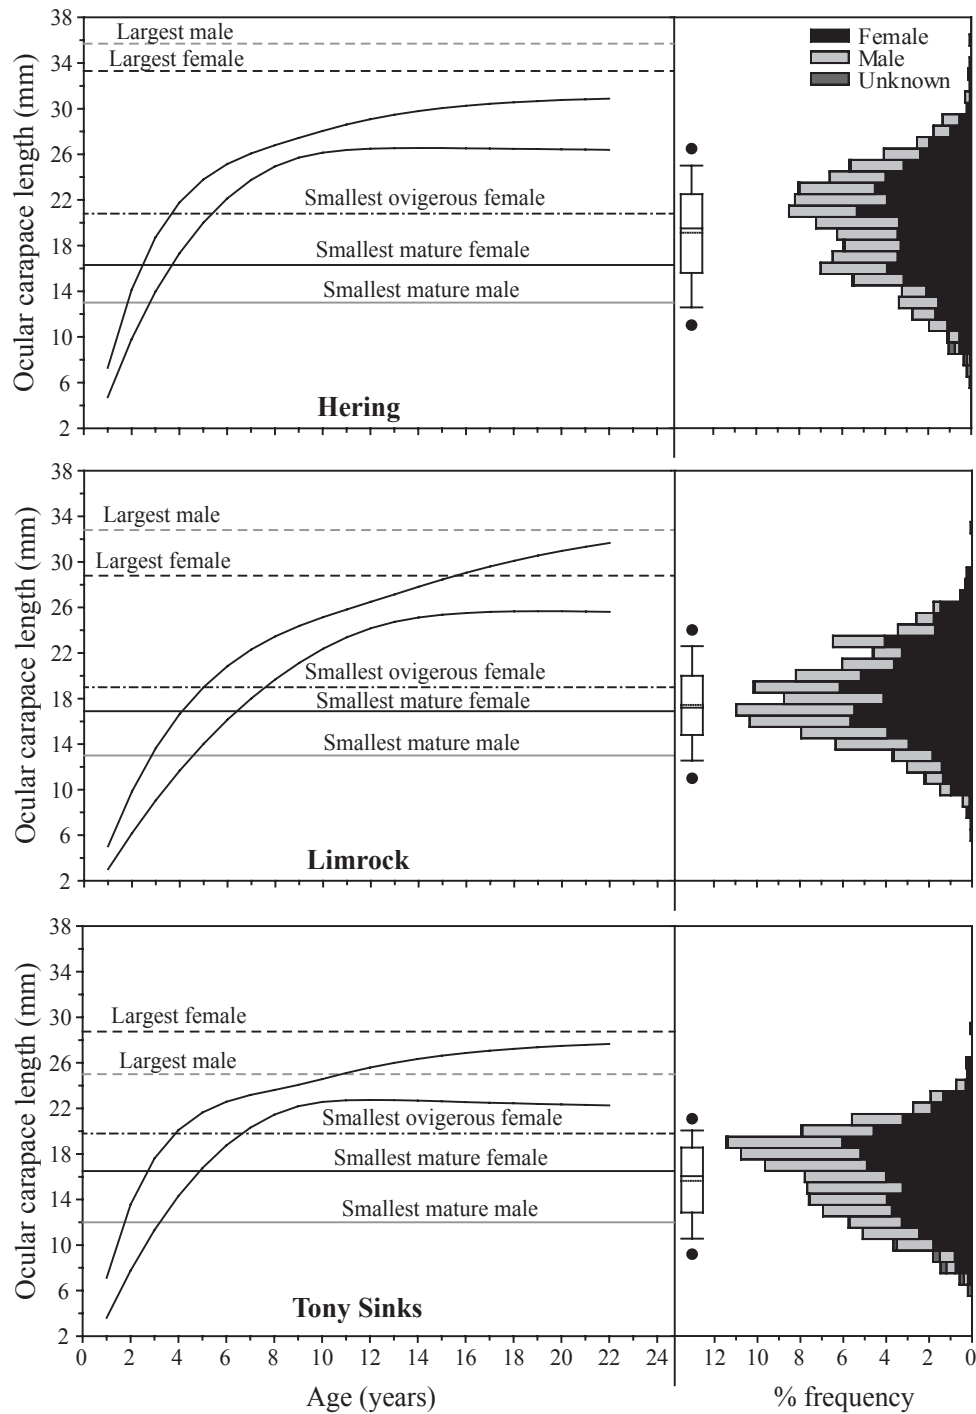 Ocular carapace length (mm)
38
34
30
26
22
18
14
10
6
2
Largest male
Largest female
Smallest ovigerous female
Smallest mature female
Smallest mature male
Hering
Female
Male
Unknown
Ocular carapace length (mm)
38
34
30
26
22
18
14
10
6
2
Largest male
Largest female
Smallest ovigerous female
Smallest mature female
Smallest mature male
Limrock
Ocular carapace length (mm)
38
34
30
26
22
18
14
10
6
2
Largest female
Largest male
Smallest ovigerous female
Smallest mature female
Smallest mature male
Tony Sinks
0 2 4 6 8 10 12 14 16 18 20 22 24
12 10 8 6 4 2 0
Age (years)
% frequency